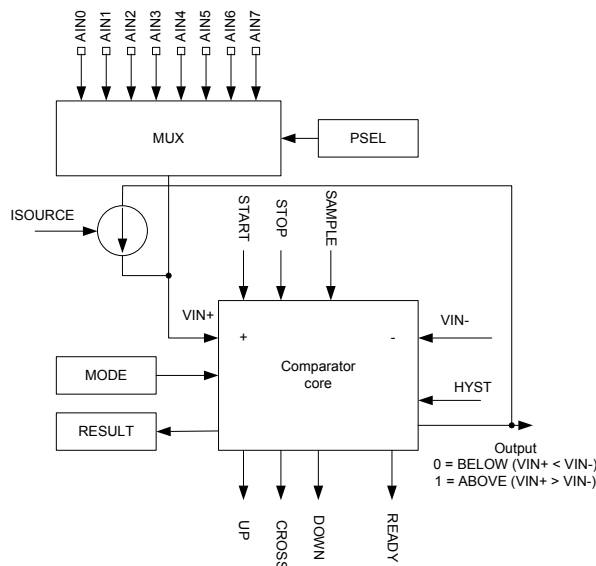 AIN0
AIN1
AIN2
AIN3
AIN4
AIN5
AIN6
AIN7
MUX
PSEL
ISOURCE
START
STOP
SAMPLE
VIN+
+
-
VIN-
Comparator
core
MODE
HYST
RESULT
Output
0 = BELOW (VIN+ < VIN-)
1 = ABOVE (VIN+ > VIN-)
UP
CROSS
DOWN
READY